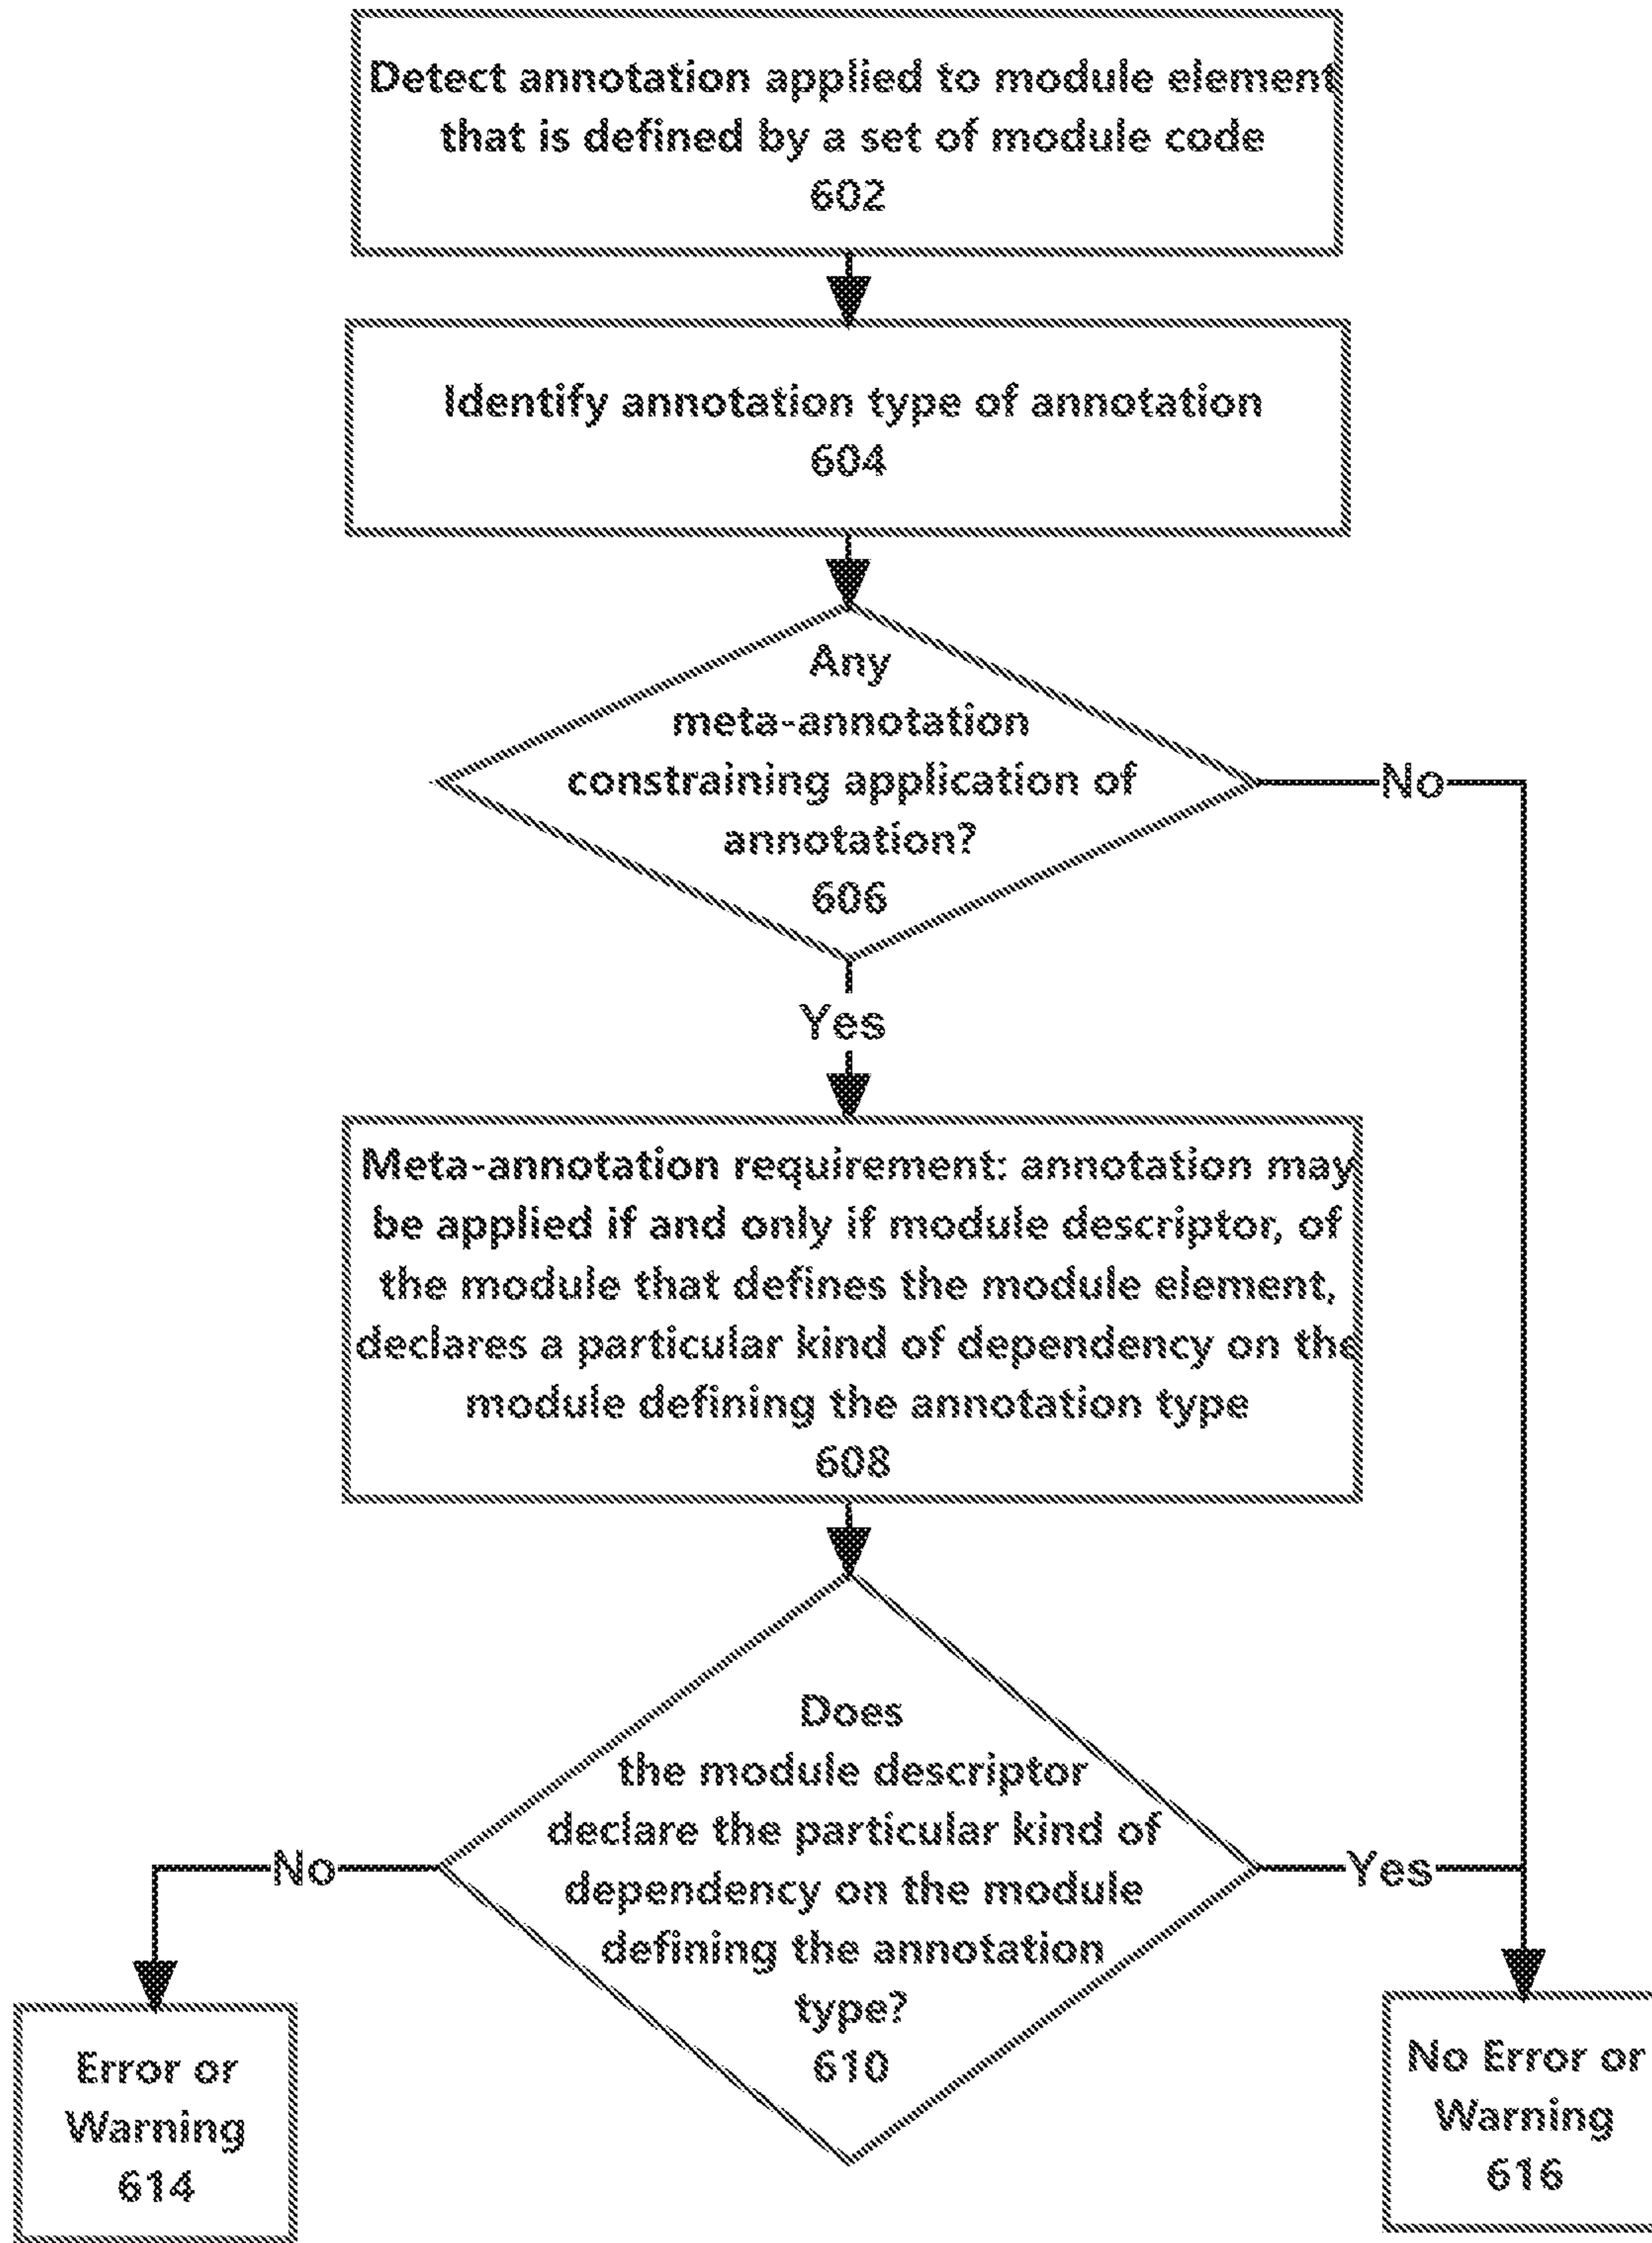 Detect annotation applied to module element
that is defined by a set of module code
602
Identify annotation type of annotation
604
Any
meta-annotation
constraining application of
annotation?
606
No
Yes
Meta-annotation requirement: annotation may
be applied if and only if module descriptor, of
the module that defines the module element,
declares a particular kind of dependency on the
module defining the annotation type
608
Does
the module descriptor
declare the particular kind of
dependency on the module
defining the annotation
type?
610
No
Yes
Error or
Warning
614
No Error or
Warning
616